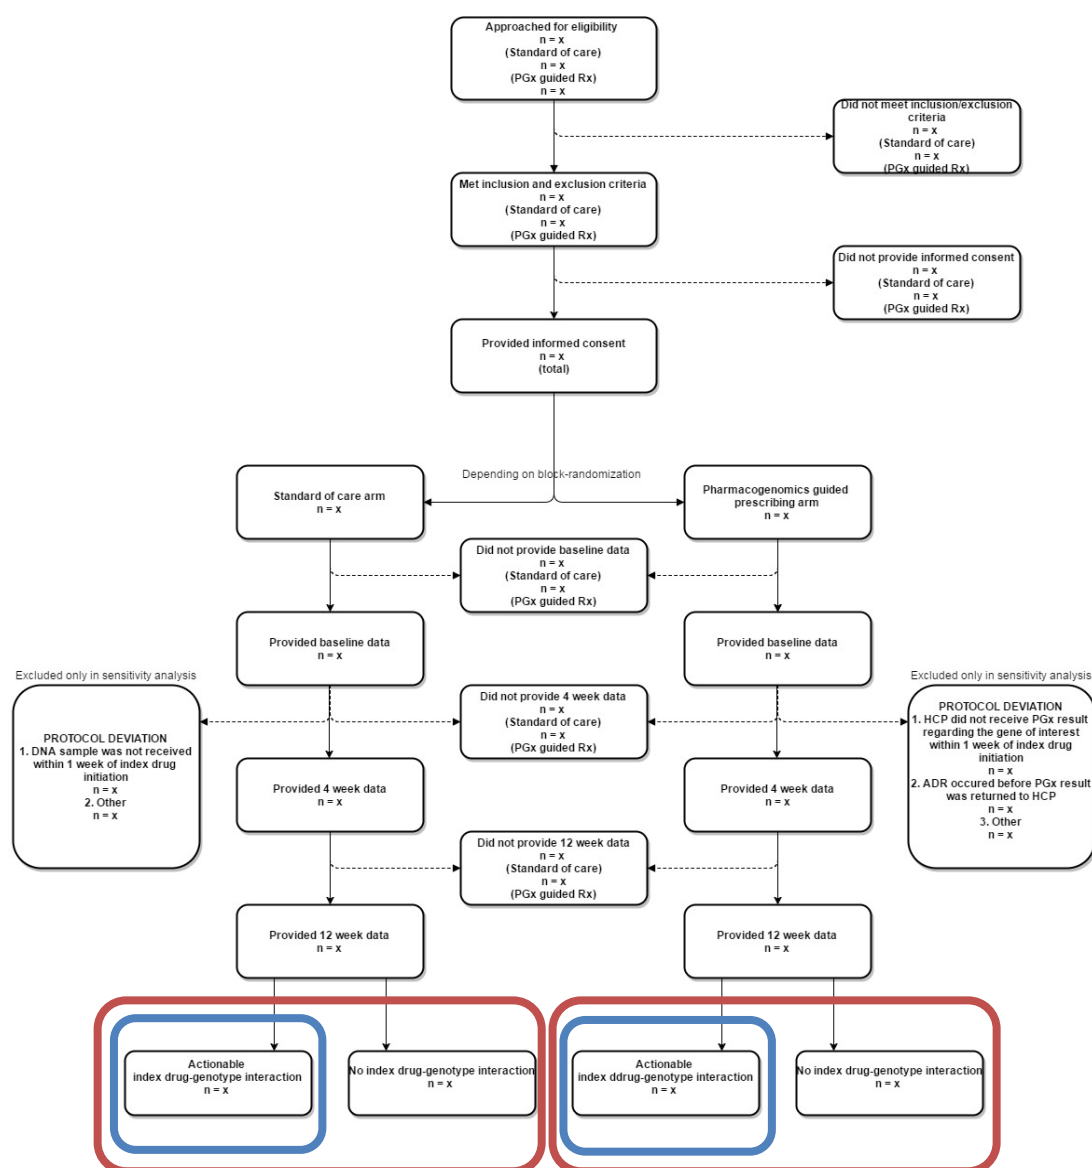 Approached for eligibility
n = x
(Standard of care)
n = x
(PGx guided Rx)
n = x
Did not meet inclusion/exclusion
criteria
n = x
(Standard of care)
n = x
(PGx guided Rx)
Met inclusion and exclusion criteria
n = x
(Standard of care)
n = x
(PGx guided Rx)
Did not provide informed consent
n = x
(Standard of care)
n = x
(PGx guided Rx)
Provided informed consent
n = x
(total)
Depending on block-randomization
Standard of care arm
n = x
Pharmacogenomics guided
prescribing arm
n = x
Did not provide baseline data
n = x
(Standard of care)
n = x
(PGx guided Rx)
Provided baseline data
n = x
Provided baseline data
n = x
Excluded only in sensitivity analysis
PROTOCOL DEVIATION
1. DNA sample was not received
within 1 week of index drug
initiation
n = x
2. Other
n = x
Did not provide 4 week data
n = x
(Standard of care)
n = x
(PGx guided Rx)
Excluded only in sensitivity analysis
PROTOCOL DEVIATION
1. HCP did not receive PGx result
regarding the gene of interest
within 1 week of index drug
initiation
n = x
2. ADR occured before PGx result
was returned to HCP
n = x
3. Other
n = x
Provided 4 week data
n = x
Provided 4 week data
n = x
Did not provide 12 week data
n = x
(Standard of care)
n = x
(PGx guided Rx)
Provided 12 week data
n = x
Provided 12 week data
n = x
Actionable
index drug-genotype interaction
n = x
No index drug-genotype interaction
n = x
Actionable
index ddrug-genotype interaction
n = x
No index drug-genotype interaction
n = x